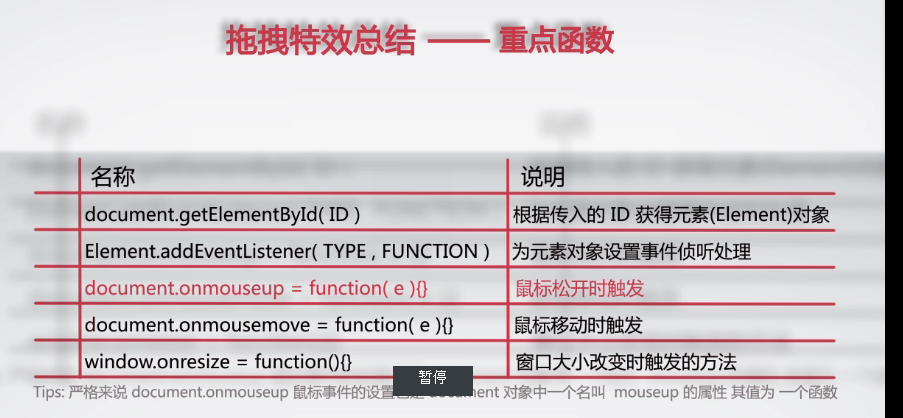 拖拽特效总结 —— 重点函数
名称 说明
document.getElementById( ID ) 根据传入的 ID 获得元素(Element)对象
Element.addEventListener( TYPE , FUNCTION ) 为元素对象设置事件侦听处理
document.onmouseup = function( e ){} 鼠标松开时触发
document.onmousemove = function( e ){} 鼠标移动时触发
window.onresize = function(){} 窗口大小改变时触发的方法
暂停
Tips: 严格来说 document.onmouseup 鼠标事件的设置 document 对象中一个名叫 mouseup 的属性 其值为 一个函数